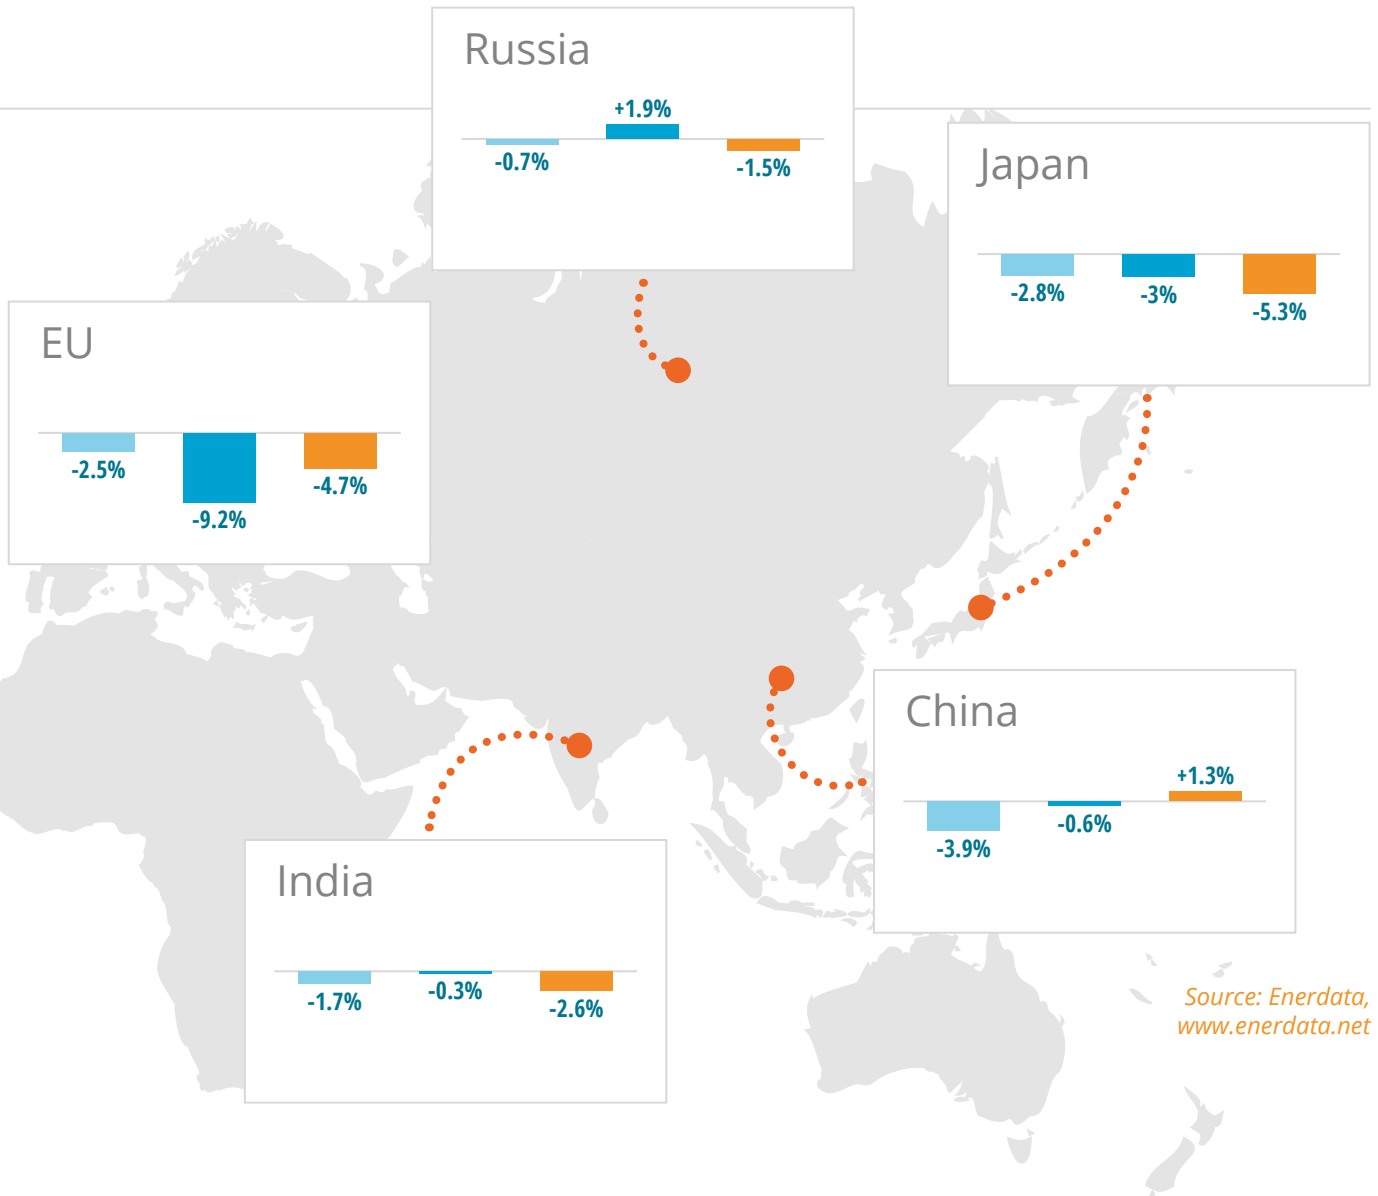 Russia
+1.9%
-0.7%
-1.5%
Japan
-2.8%
-3%
-5.3%
EU
-2.5%
-9.2%
-4.7%
China
+1.3%
-0.6%
-3.9%
India
-1.7%
-0.3%
-2.6%
Source: Enerdata,
www.enerdata.net